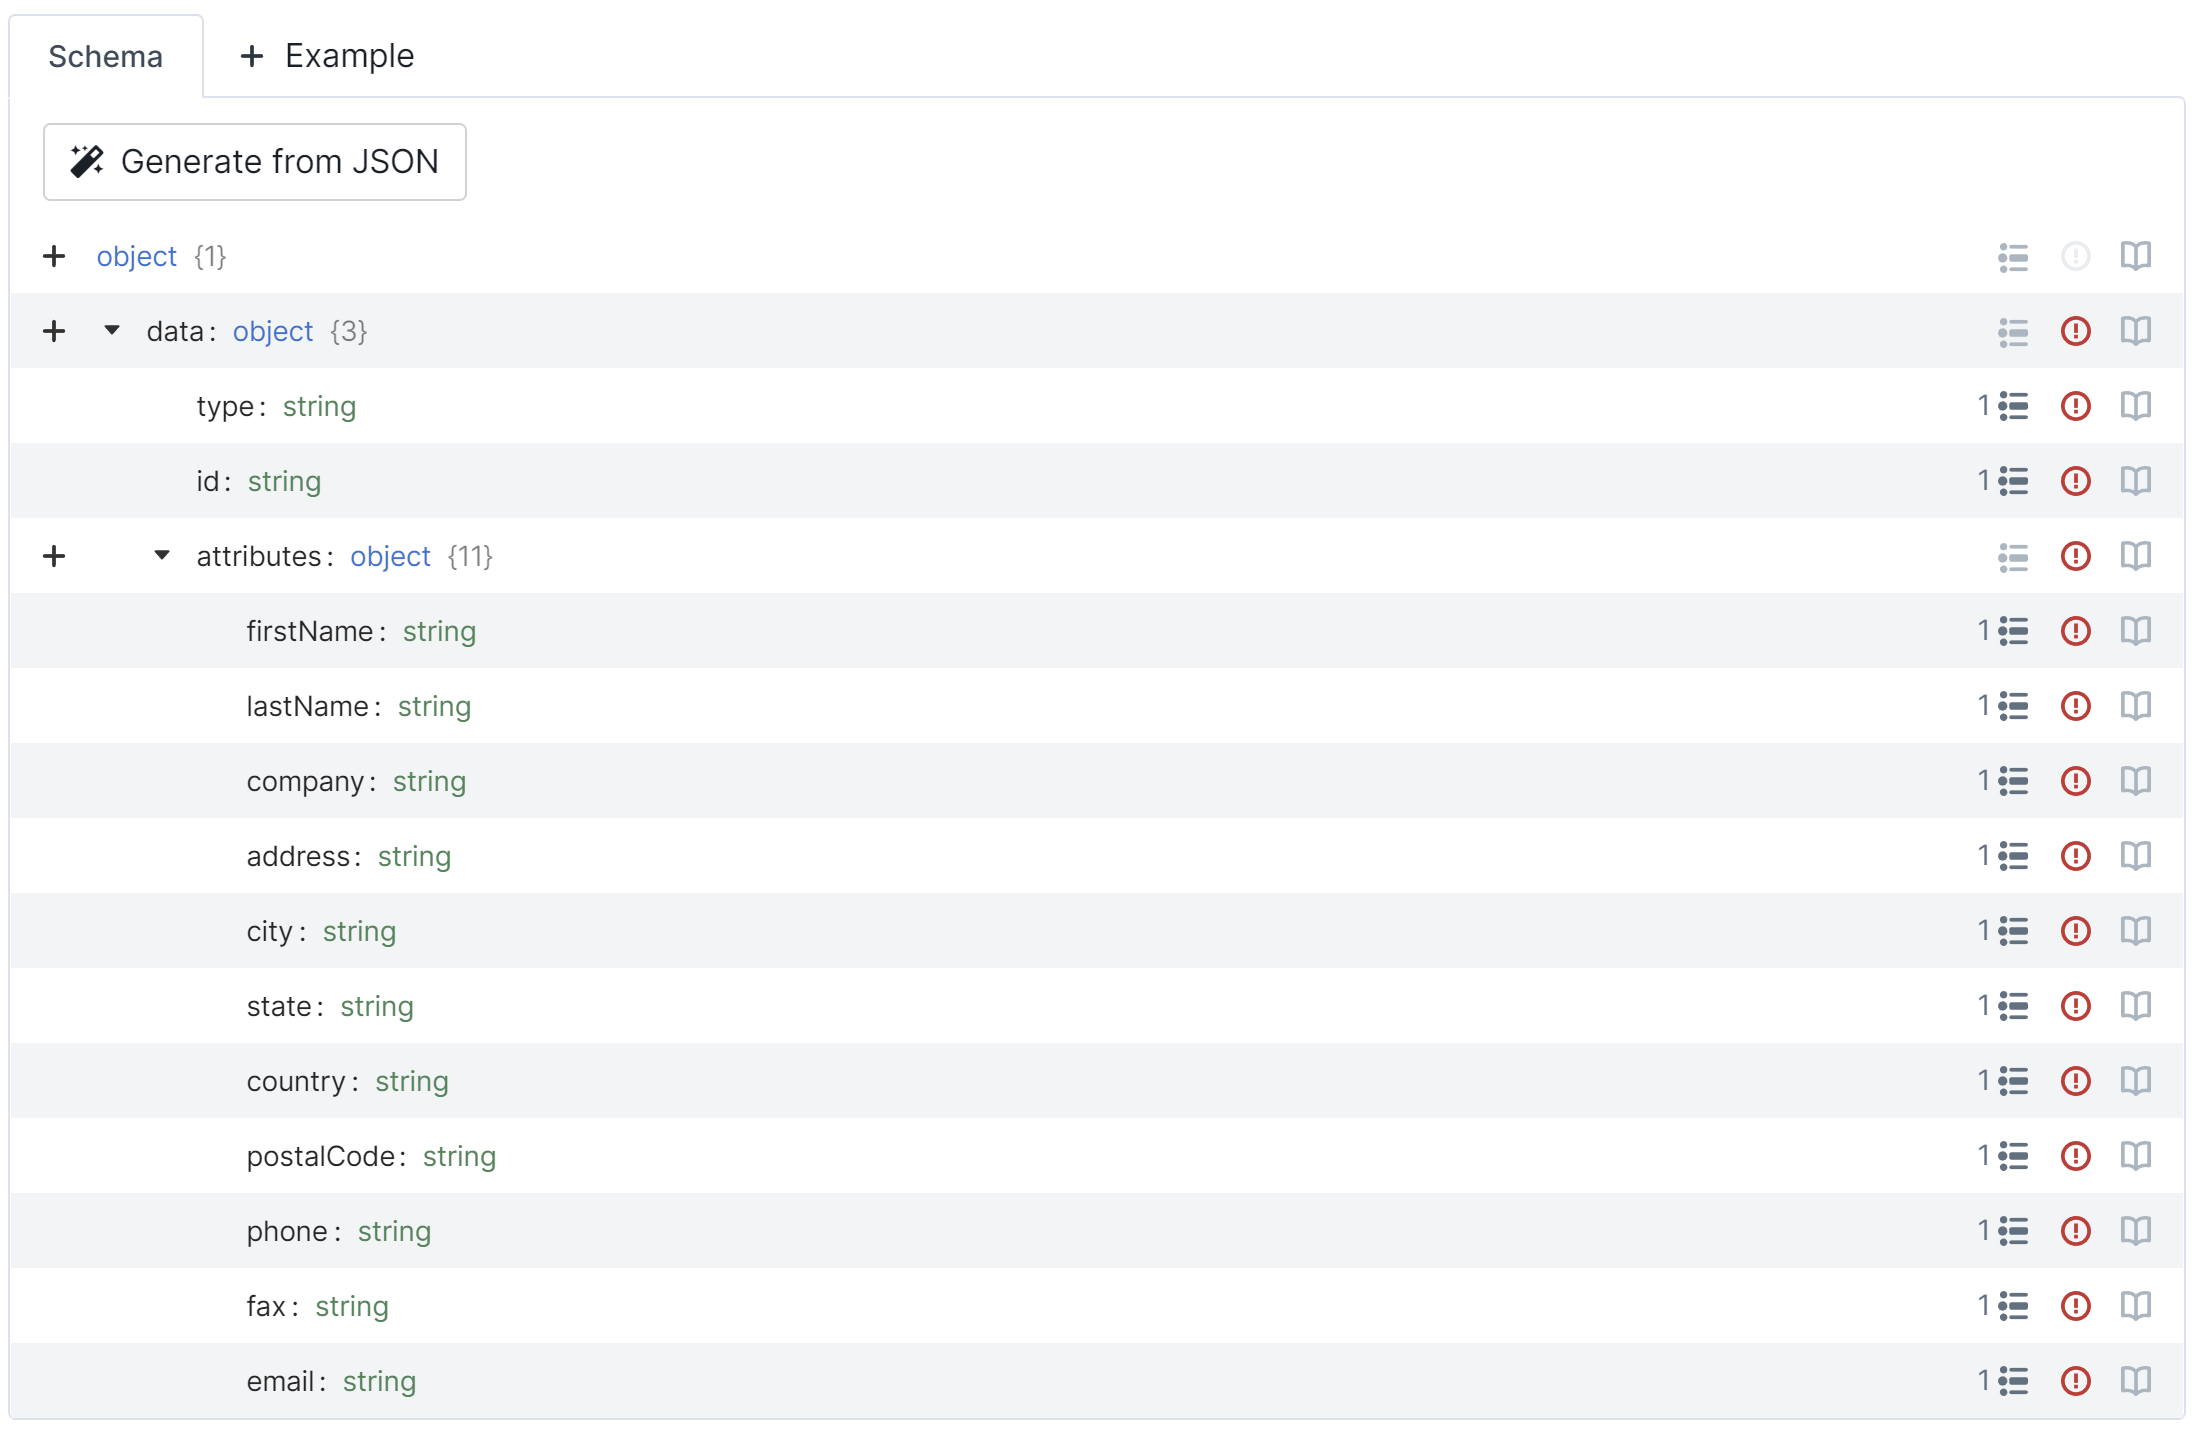 Schema + Example
Generate from JSON
+ object {1}
+ data: object {3}
type: string 1
id: string 1
+ attributes: object {11}
firstName: string 1
lastName: string 1
company: string 1
address: string 1
city: string 1
state: string 1
country: string 1
postalCode: string 1
phone: string 1
fax: string 1
email: string 1